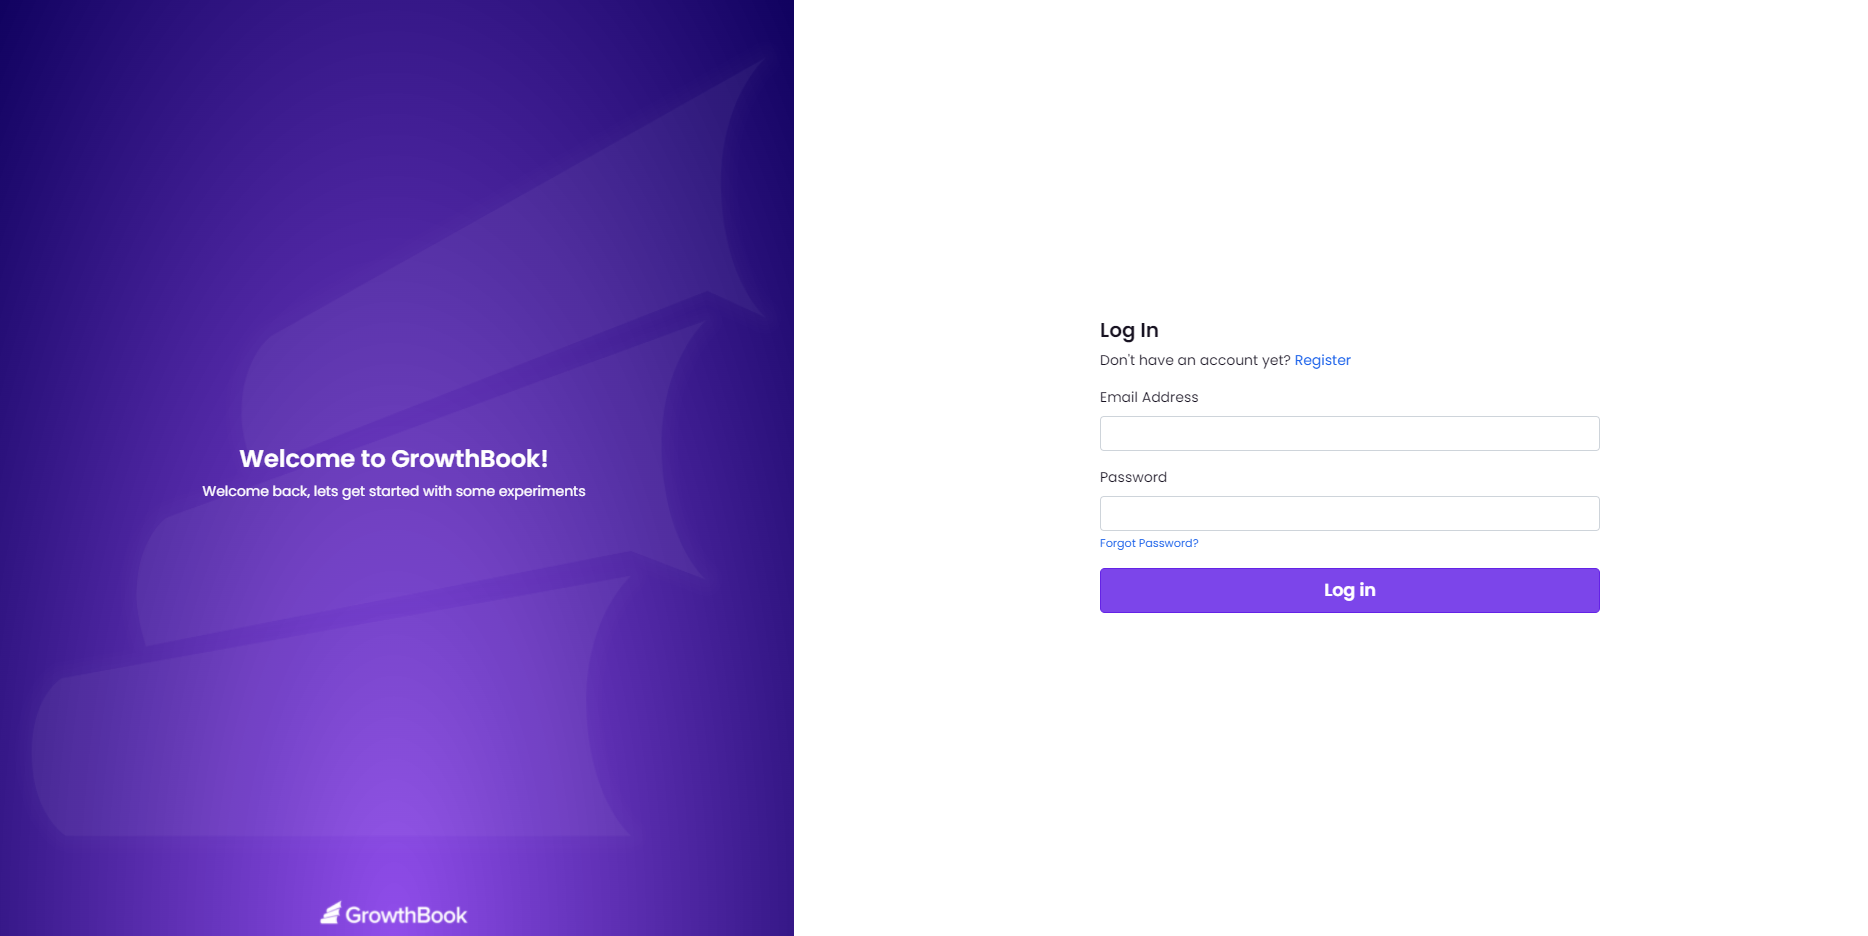 Welcome to GrowthBook!
Welcome back, lets get started with some experiments
GrowthBook
Log In
Don't have an account yet? Register
Email Address
Password
Forgot Password?
Log in